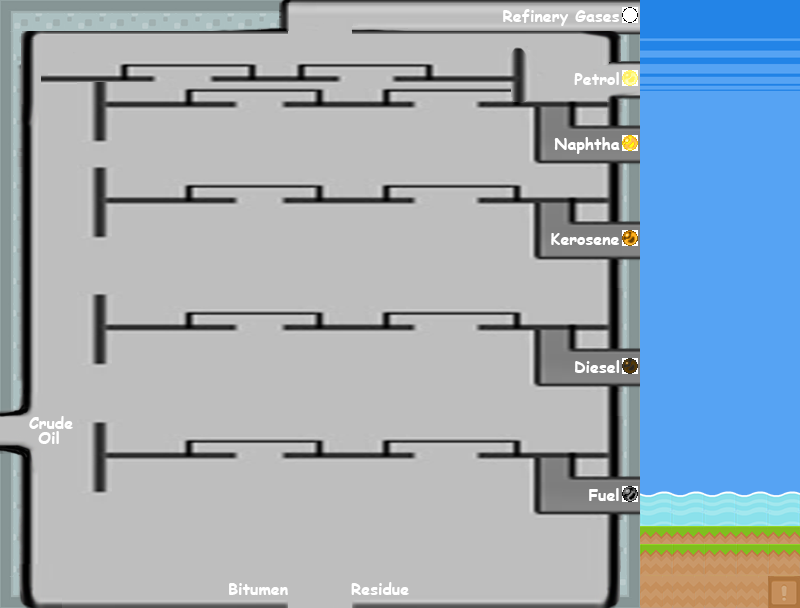 Refinery Gases
Petrol
Naphtha
Kerosene
Diesel
Crude
Oil
Fuel
Bitumen Residue
!